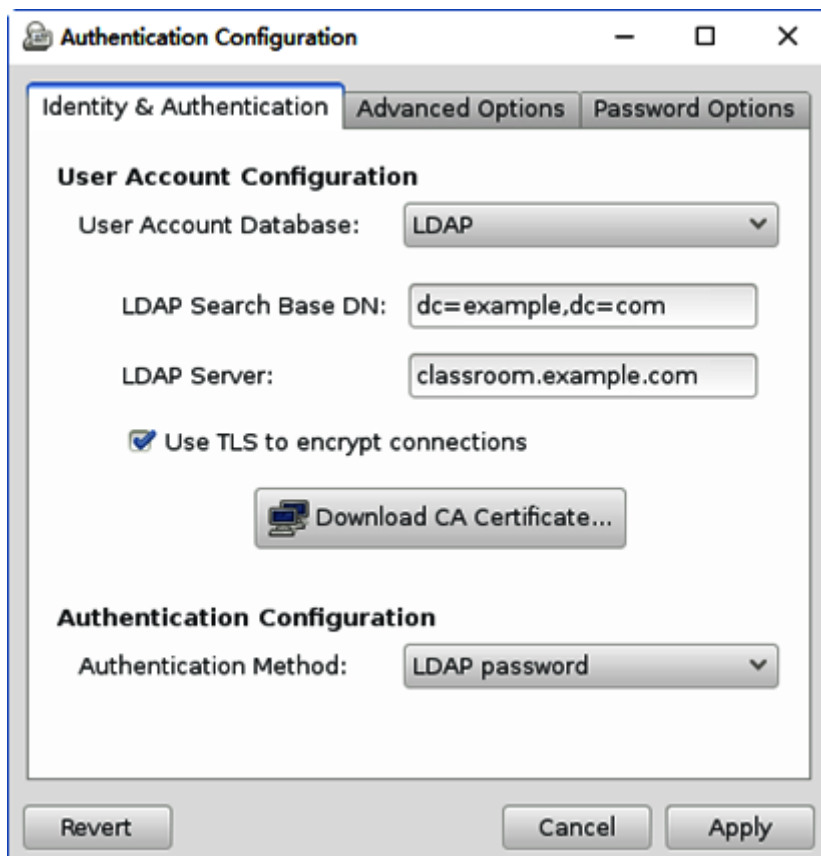 Authentication Configuration
Identity & Authentication
Advanced Options
Password Options
User Account Configuration
User Account Database: LDAP
LDAP Search Base DN: dc=example,dc=com
LDAP Server: classroom.example.com
Use TLS to encrypt connections
Download CA Certificate...
Authentication Configuration
Authentication Method: LDAP password
Revert
Cancel
Apply